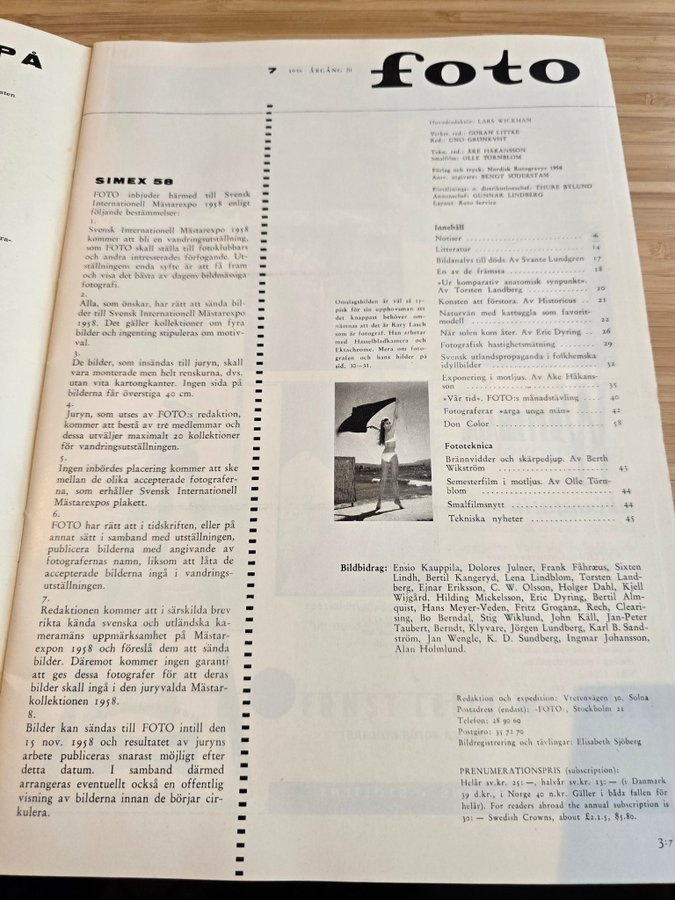 PÅ
7 1958 ÅRGÅNG 20
foto
SIMEX 58
FOTO inbjuder härmed till Svensk
Internationell Mästarexpo 1958 enligt
följande bestämmelser:
1.
Svensk Internationell Mästarexpo 1958
kommer att bli en vandringsutställning,
som FOTO skall ställa till fotoklubbars
och andra intresserades förfogande. Ut-
ställningens enda syfte är att få fram
och visa det bästa av dagens bildmässiga
fotografi.
2.
Alla, som önskar, har rätt att sända bil-
der till Svensk Internationell Mästarexpo
1958. Det gäller kollektioner om fyra
bilder och ingenting stipuleras om motiv-
val.
3.
De bilder, som insändas till juryn, skall
vara monterade men helt renskurna, dvs.
utan vita kartongkanter. Ingen sida på
bilderna får överstiga 40 cm.
4.
Juryn, som utses av FOTO:s redaktion,
kommer att bestå av tre medlemmar och
dessa utväljer maximalt 20 kollektioner
för vandringsutställningen.
5.
Ingen inbördes placering kommer att ske
mellan de olika accepterade fotografer-
na, som erhåller Svensk Internationell
Mästarexpos plakett.
6.
FOTO har rätt att i tidskriften, eller på
annat sätt i samband med utställningen,
publicera bilderna med angivande av
fotografernas namn, liksom att låta de
accepterade bilderna ingå i vandrings-
utställningen.
7.
Redaktionen kommer att i särskilda brev
rikta kända svenska och utländska ka-
meramäns uppmärksamhet på Mästar-
expon 1958 och föreslå dem att sända
bilder. Däremot kommer ingen garanti
att ges dessa fotografer för att deras
bilder skall ingå i den juryvalda Mästar-
kollektionen 1958.
8.
Bilder kan sändas till FOTO intill den
15 nov. 1958 och resultatet av juryns
arbete publiceras snarast möjligt efter
detta datum. I samband därmed
arrangeras eventuellt också en offentlig
visning av bilderna innan de börjar cir-
kulera.
Omslagsbilden är väl så ty-
pisk för sin upphovsman att
det knappast behöver om-
nämnas att det är Rary Lasch
som är fotograf. Han arbetar
med Hasselbladkamera och
Ektachrome. Mera om foto-
grafen och hans bilder på
sid. 30—31.
Huvudredaktör: LARS WICKMAN
Verkst. red.: GÖRAN LITTKE
Red.: UNO GRÖNKVIST
Tekn. red.: ÅKE HÅKANSSON
Smalfilm: OLLE TÖRNBLOM
Förlag och tryck: Nordisk Rotogravyr 1958
Ansv. utgivare: BENGT SÖDERSTAM
Försäljnings- o. distributionschef: THURE BYLUND
Annonschef: GUNNAR LINDBERG
Layout: Roto Service
Innehåll
Notiser 6
Litteratur 14
Bildanalys till döds. Av Svante Lundgren 17
En av de främsta 18
«Ur komparativ anatomisk synpunkt».
Av Torsten Landberg 20
Konsten att förstora. Av Historicus 21
Naturvän med kattuggla som favorit-
modell 22
När solen kom åter. Av Eric Dyring 26
Fotografisk hastighetsmätning 29
Svensk utlandspropaganda i folkhemska
idyllbilder 32
Exponering i motljus. Av Åke Håkans-
son 35
»Vår tid». FOTO:s månadstävling 40
Fotograferar »arga unga män» 42
Don Color 58
Fototeknica
Brännvidder och skärpedjup. Av Berth
Wikström 43
Semesterfilm i motljus. Av Olle Törn-
blom 44
Smalfilmsnytt 44
Tekniska nyheter 45
Bildbidrag: Ensio Kauppila, Dolores Julner, Frank Fåhræus, Sixten
Lindh, Bertil Kangeryd, Lena Lindblom, Torsten Land-
berg, Ejnar Eriksson, C. W. Olsson, Holger Dahl, Kjell
Wijgård, Hilding Mickelsson, Eric Dyring, Bertil Alm-
quist, Hans Meyer-Veden, Fritz Groganz, Rech, Cleari-
sing, Bo Berndal, Stig Wiklund, John Käll, Jan-Peter
Taubert, Berndt, Klyvare, Jörgen Lundberg, Karl B. Sand-
ström, Jan Wengle, K. D. Sundberg, Ingmar Johansson,
Alan Holmlund.
Redaktion och expedition: Vretenvägen 30, Solna
Postadress (endast): «FOTO», Stockholm 21
Telefon: 28 90 60
Postgiro: 35 72 70
Bildregistrering och tävlingar: Elisabeth Sjöberg
PRENUMERATIONSPRIS (subscription):
Helår sv.kr. 25: —, halvår sv.kr. 13: — (i Danmark
39 d.kr., i Norge 40 n.kr. Gäller i båda fallen för
helår). For readers abroad the annual subscription is
30: — Swedish Crowns, about £2.1.5, $5.80.
3:7